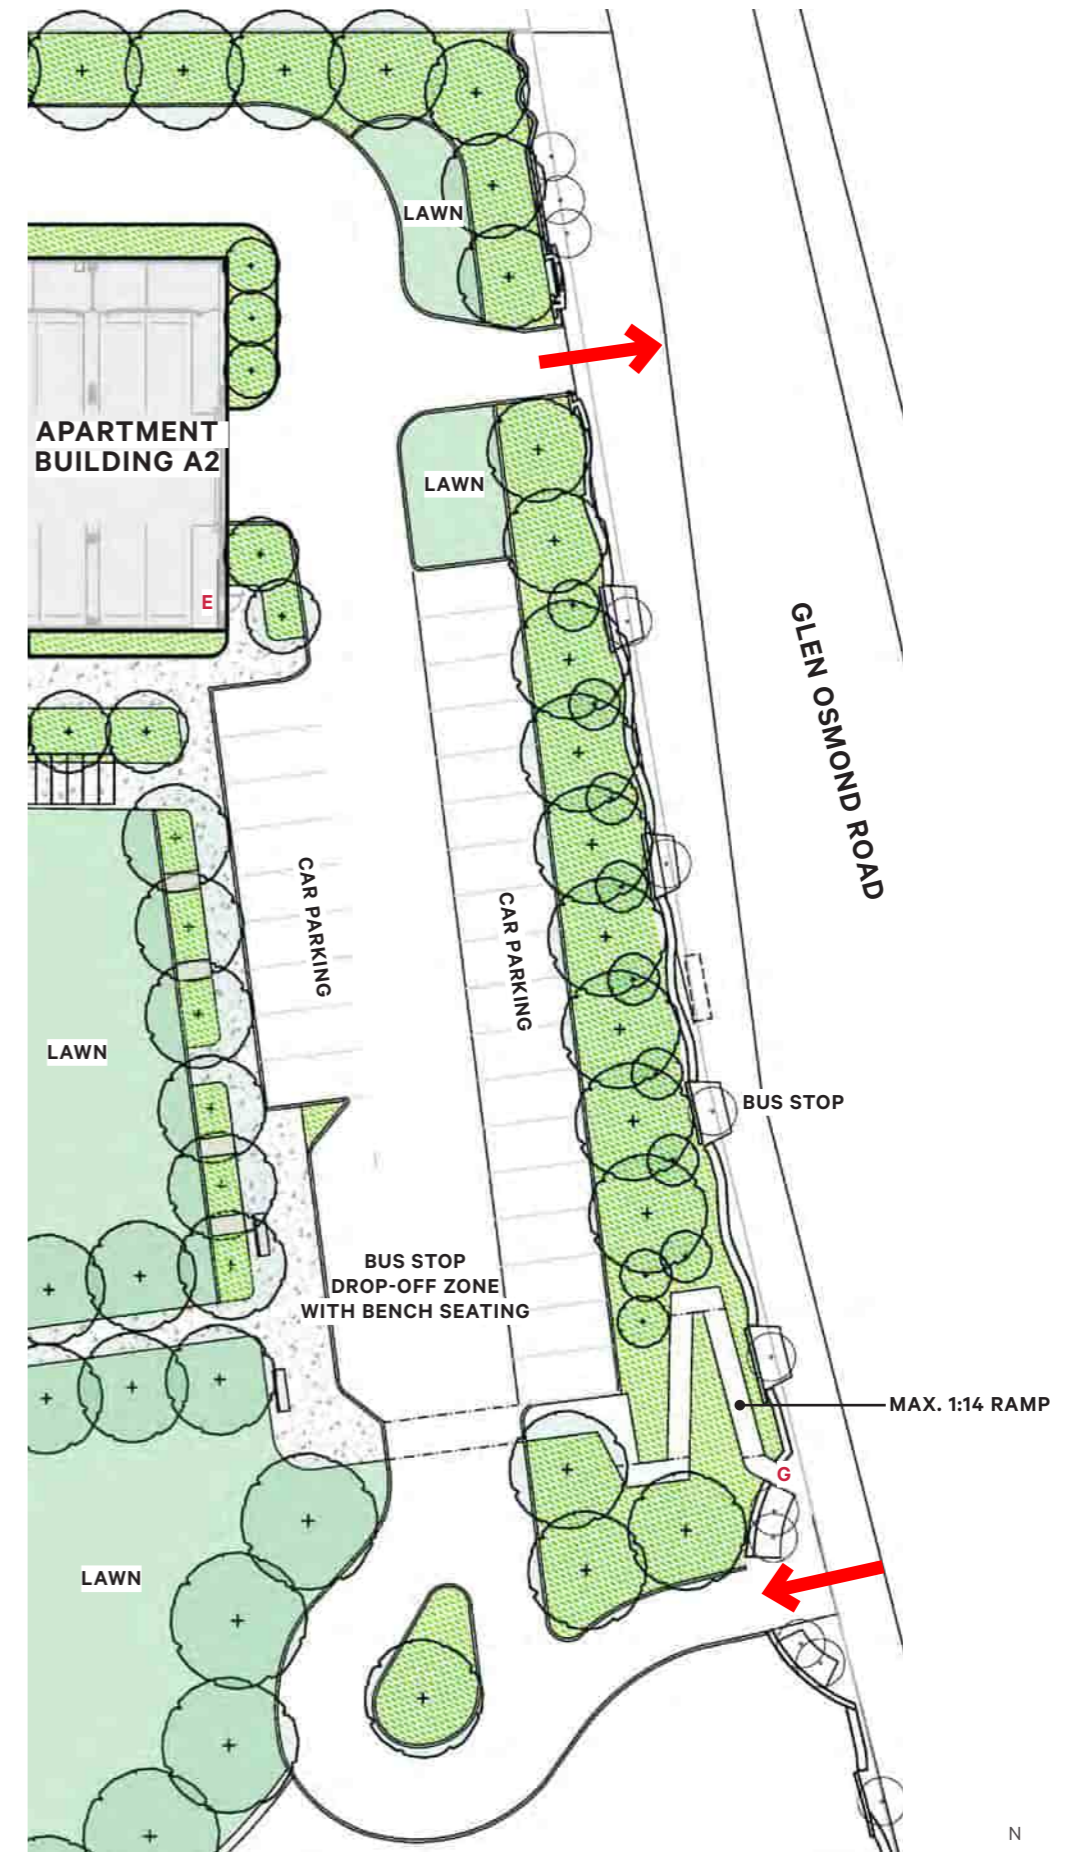 LAWN
APARTMENT
BUILDING A2
LAWN
E
GLEN OSMOND ROAD
CAR PARKING
CAR PARKING
LAWN
BUS STOP
BUS STOP
DROP-OFF ZONE
WITH BENCH SEATING
MAX. 1:14 RAMP
G
LAWN
N